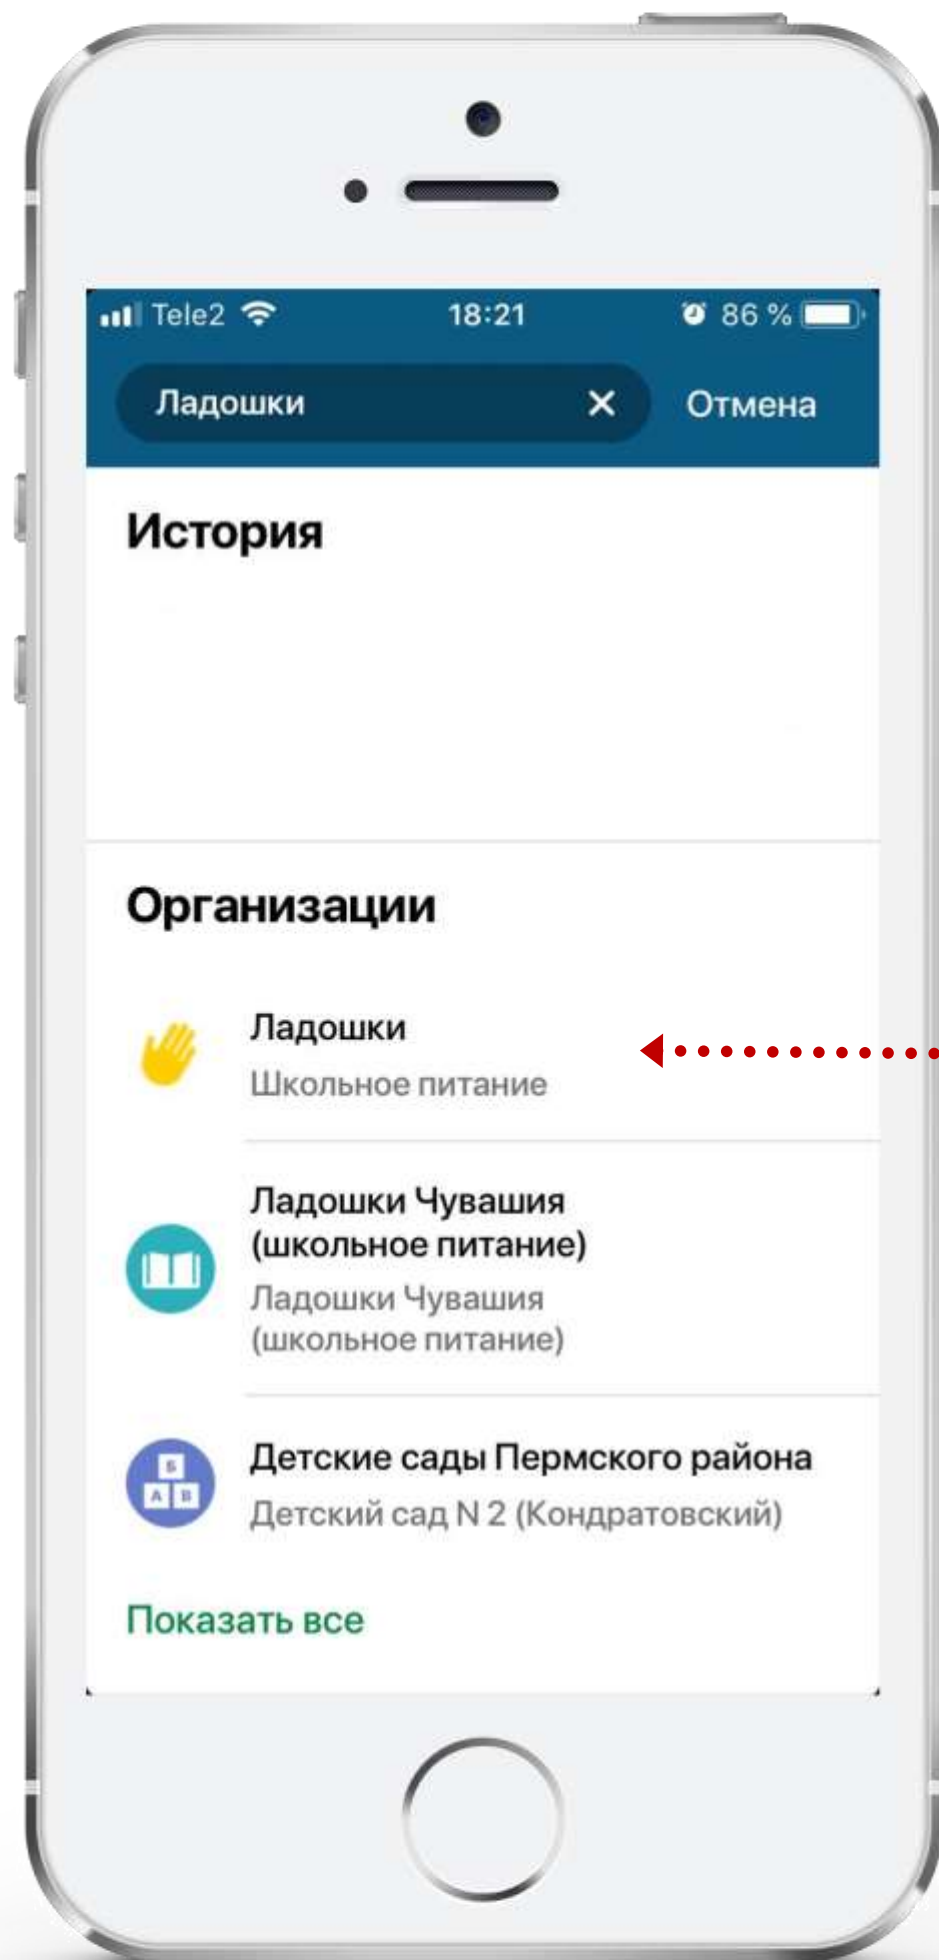 Tele2 18:21 86 %
Ладошки Отмена
История
Организации
Ладошки
Школьное питание
Ладошки Чувашия
(школьное питание)
Ладошки Чувашия
(школьное питание)
Б
А В
Детские сады Пермского района
Детский сад N 2 (Кондратовский)
Показать все